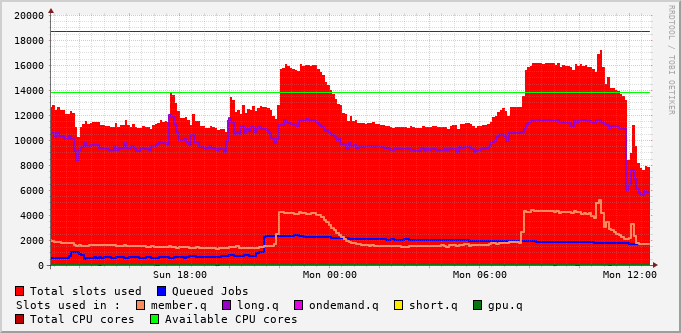 20000
18000
16000
14000
12000
10000
8000
6000
4000
2000
0
Sun 18:00 Mon 00:00 Mon 06:00 Mon 12:00
RRDTOOL / TOBI OETIKER
Total slots used Queued Jobs
Slots used in : member.q long.q ondemand.q short.q gpu.q
Total CPU cores Available CPU cores